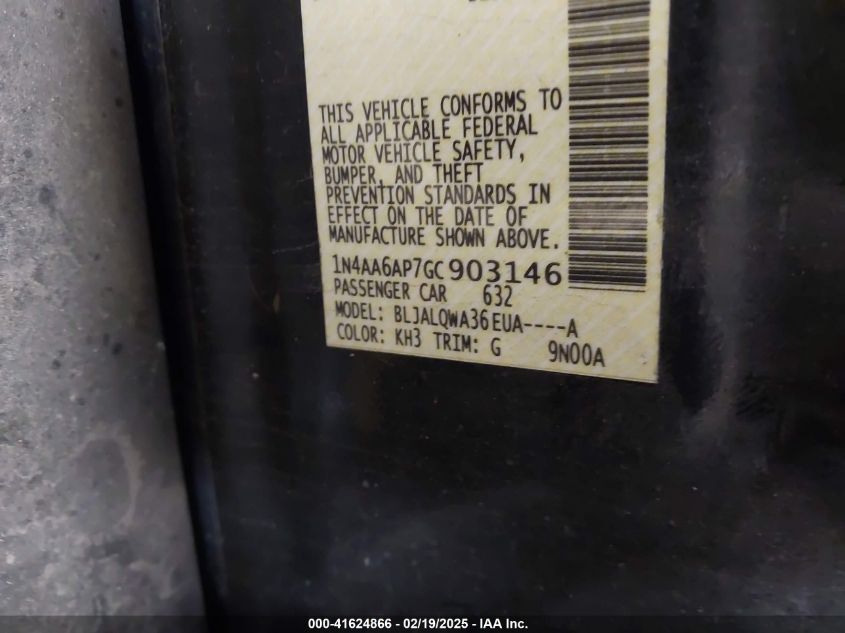 THIS VEHICLE CONFORMS TO
ALL APPLICABLE FEDERAL
MOTOR VEHICLE SAFETY,
BUMPER, AND THEFT
PREVENTION STANDARDS IN
EFFECT ON THE DATE OF
MANUFACTURE SHOWN ABOVE.
1N4AA6AP7GC903146
PASSENGER CAR 632
MODEL: BLJALQWA36EUA----A
COLOR: KH3 TRIM: G 9N00A
000-41624866 - 02/19/2025 - IAA Inc.